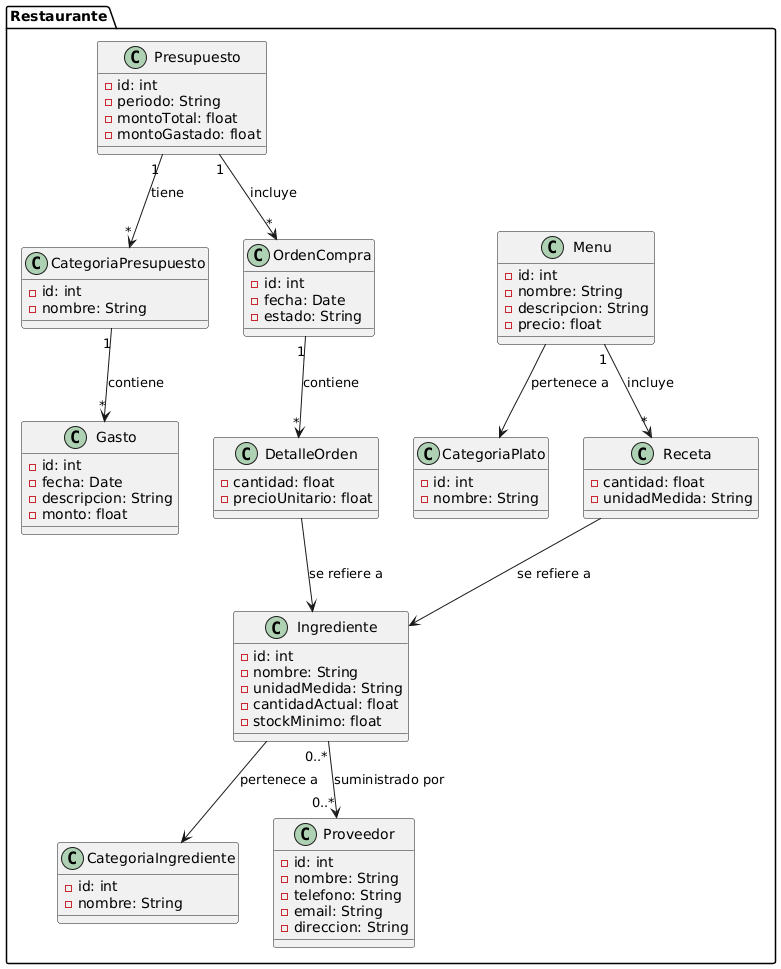 Restaurante
C Presupuesto
id: int
periodo: String
montoTotal: float
montoGastado: float
1
tiene
*
1
incluye
*
C CategoriaPresupuesto
id: int
nombre: String
C OrdenCompra
id: int
fecha: Date
estado: String
C Menu
id: int
nombre: String
descripcion: String
precio: float
1
contiene
*
1
contiene
*
pertenece a
1
incluye
*
C Gasto
id: int
fecha: Date
descripcion: String
monto: float
C DetalleOrden
cantidad: float
precioUnitario: float
C CategoriaPlato
id: int
nombre: String
C Receta
cantidad: float
unidadMedida: String
se refiere a
se refiere a
C Ingrediente
id: int
nombre: String
unidadMedida: String
cantidadActual: float
stockMinimo: float
pertenece a
0..*
suministrado por
0..*
C CategoriaIngrediente
id: int
nombre: String
C Proveedor
id: int
nombre: String
telefono: String
email: String
direccion: String